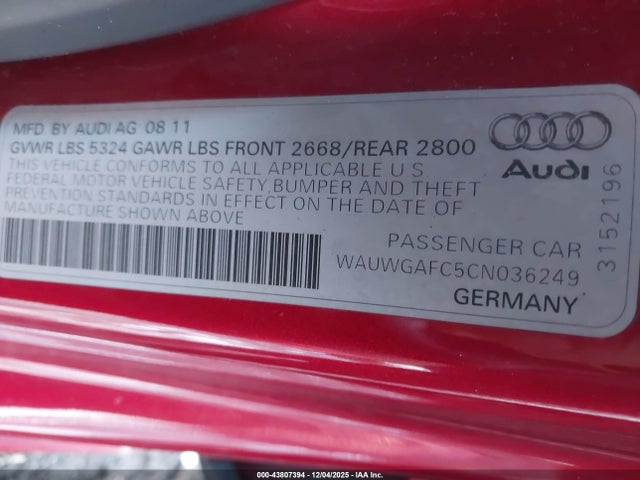 MFD. BY AUDI AG 08 11
GVWR LBS 5324 GAWR LBS FRONT 2668/REAR 2800
THIS VEHICLE CONFORMS TO ALL APPLICABLE U.S.
FEDERAL MOTOR VEHICLE SAFETY, BUMPER AND THEFT
PREVENTION STANDARDS IN EFFECT ON THE DATE OF
MANUFACTURE SHOWN ABOVE
Audi
3152196
PASSENGER CAR
WAUWGAFC5CN036249
GERMANY
000-43807394 - 12/04/2025 - IAA Inc.